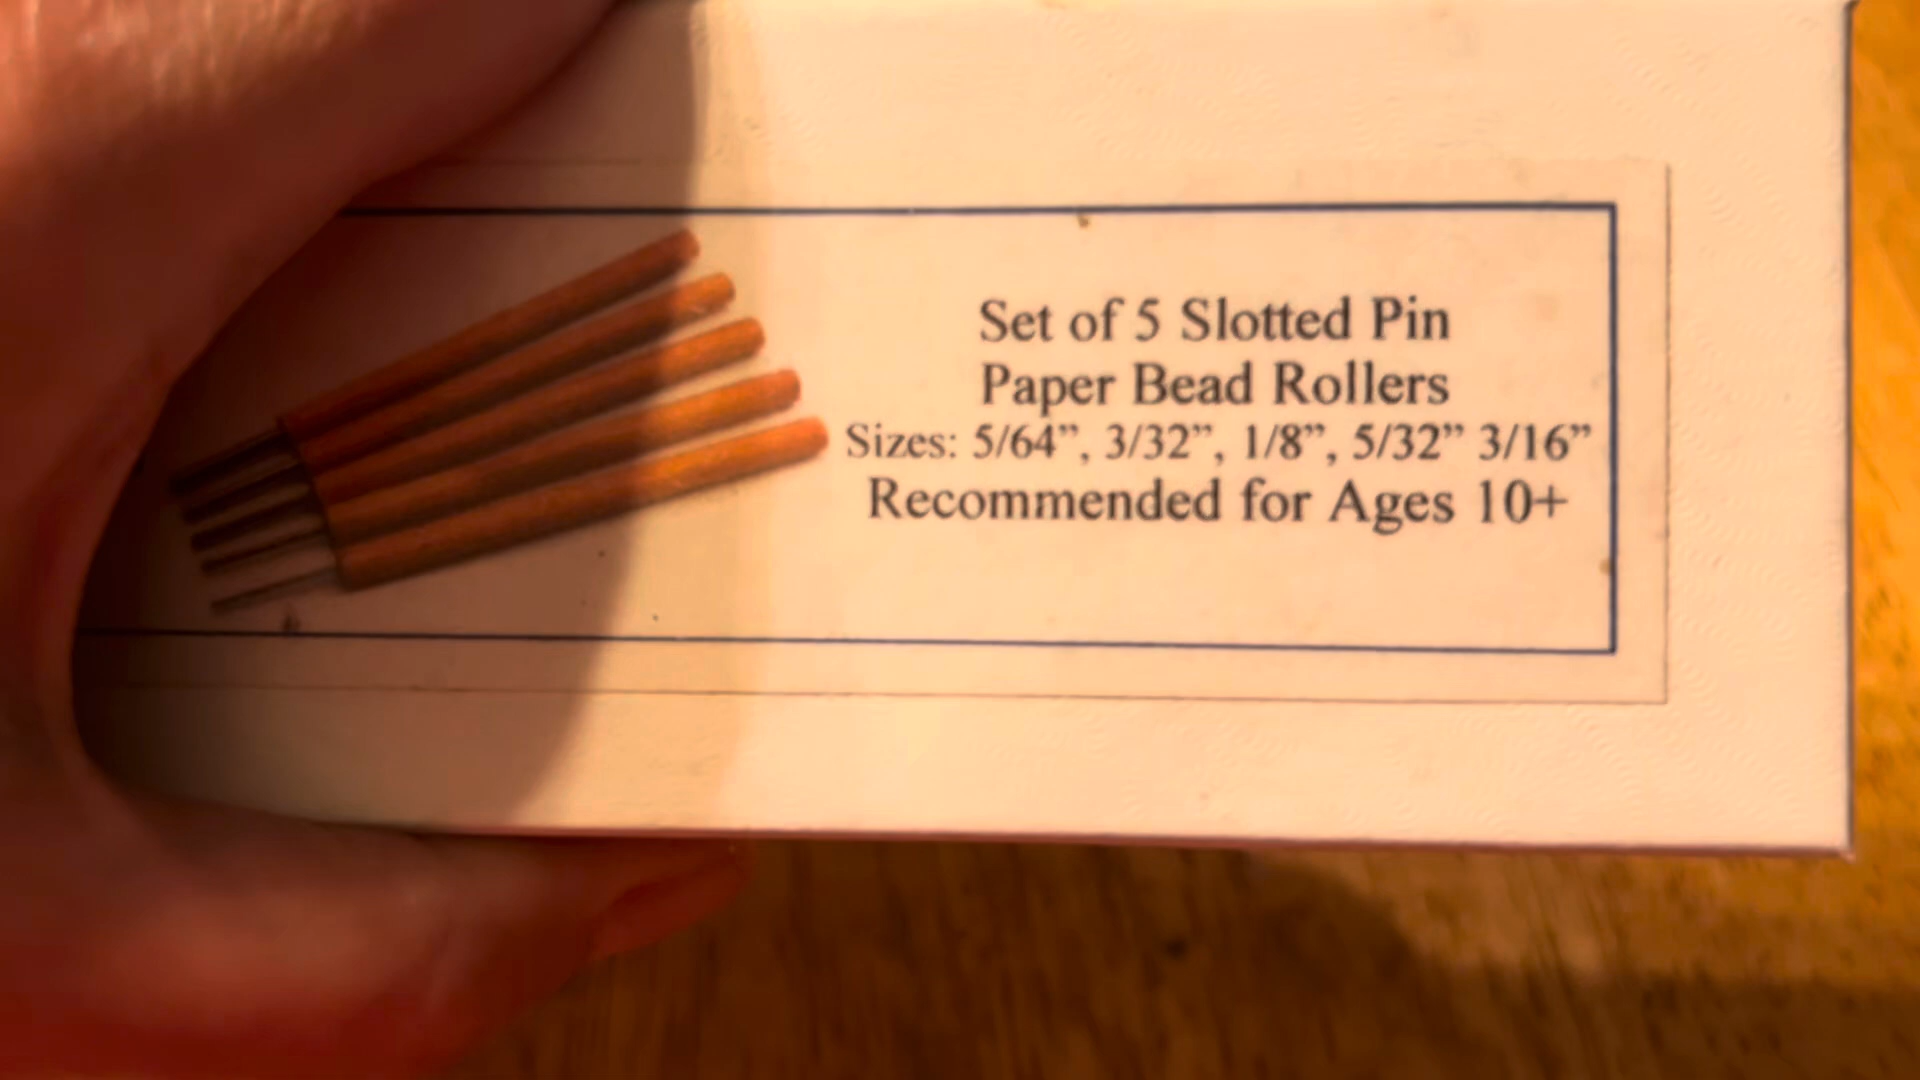 Set of 5 Slotted Pin
Paper Bead Rollers
Sizes: 5/64”, 3/32”, 1/8”, 5/32” 3/16”
Recommended for Ages 10+